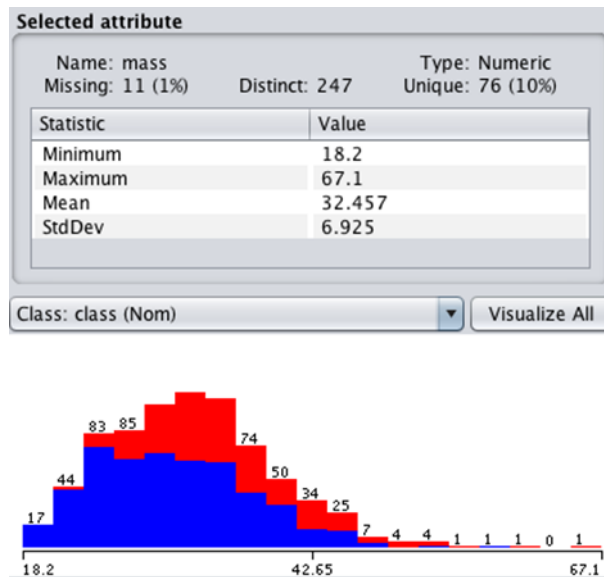 Selected attribute
Name: mass Type: Numeric
Missing: 11 (1%) Distinct: 247 Unique: 76 (10%)
Statistic Value
Minimum 18.2
Maximum 67.1
Mean 32.457
StdDev 6.925
Class: class (Nom) Visualize All
17 44 83 85 74 50 34 25 7 4 4 1 1 1 1 0 1
18.2 42.65 67.1